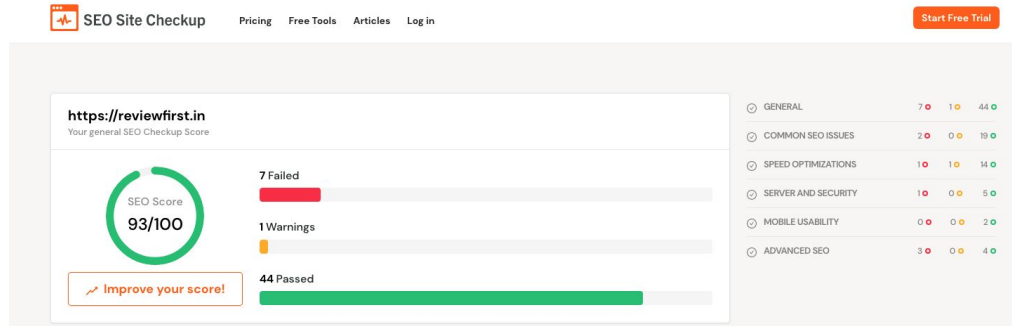 SEO Site Checkup Pricing Free Tools Articles Log in Start Free Trial
https://reviewfirst.in
Your general SEO Checkup Score
SEO Score
93/100
Improve your score!
7 Failed
1 Warnings
44 Passed
GENERAL 7 1 44
COMMON SEO ISSUES 2 0 19
SPEED OPTIMIZATIONS 1 1 14
SERVER AND SECURITY 1 0 5
MOBILE USABILITY 0 0 2
ADVANCED SEO 3 0 4